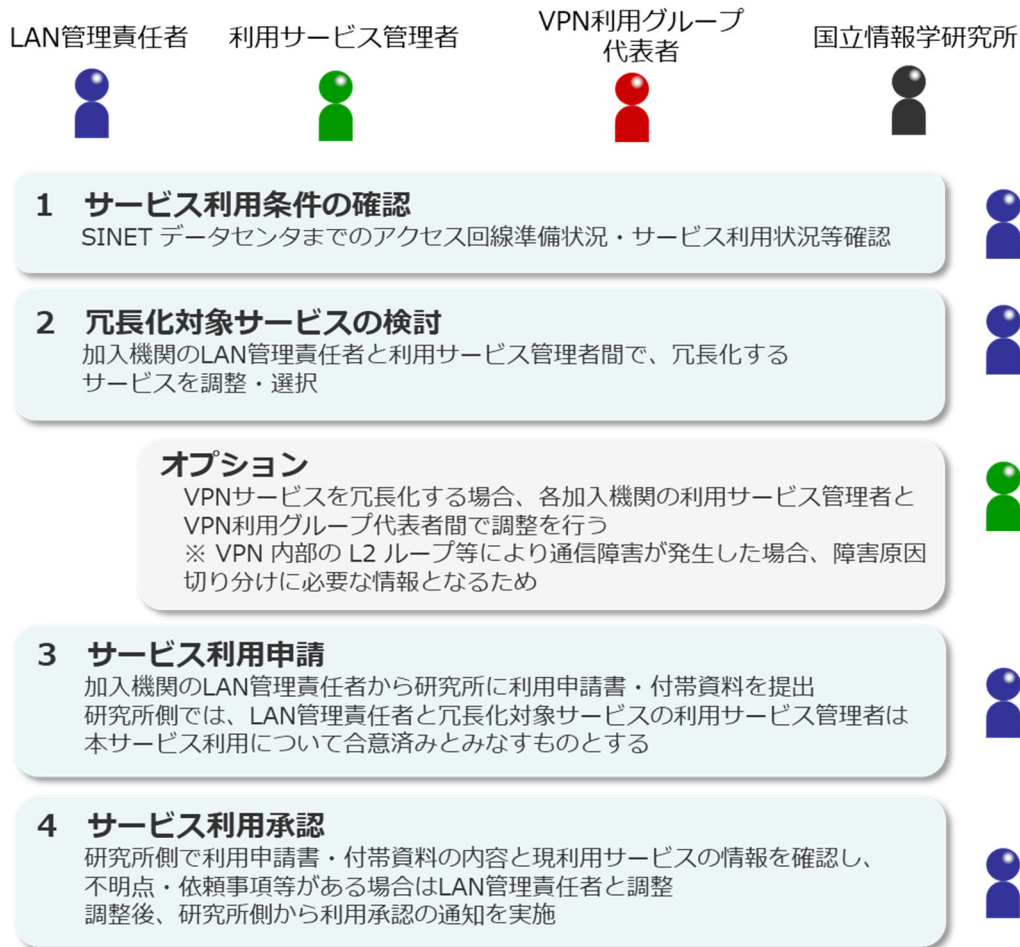 LAN管理責任者
利用サービス管理者
VPN利用グループ
代表者
国立情報学研究所
1 サービス利用条件の確認
SINET データセンタまでのアクセス回線準備状況・サービス利用状況等確認
2 冗長化対象サービスの検討
加入機関のLAN管理責任者と利用サービス管理者間で、冗長化する
サービスを調整・選択
オプション
VPNサービスを冗長化する場合、各加入機関の利用サービス管理者と
VPN利用グループ代表者間で調整を行う
※ VPN 内部の L2 ループ等により通信障害が発生した場合、障害原因
切り分けに必要な情報となるため
3 サービス利用申請
加入機関のLAN管理責任者から研究所に利用申請書・付帯資料を提出
研究所側では、LAN管理責任者と冗長化対象サービスの利用サービス管理者は
本サービス利用について合意済みとみなすものとする
4 サービス利用承認
研究所側で利用申請書・付帯資料の内容と現利用サービスの情報を確認し、
不明点・依頼事項等がある場合はLAN管理責任者と調整
調整後、研究所側から利用承認の通知を実施